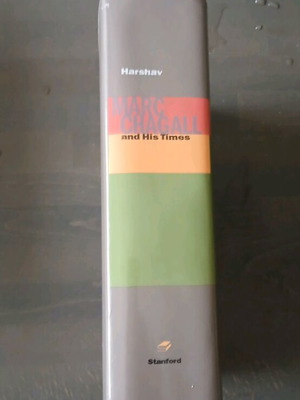 Harshav
MARC
CHAGALL
and His Times
Stanford